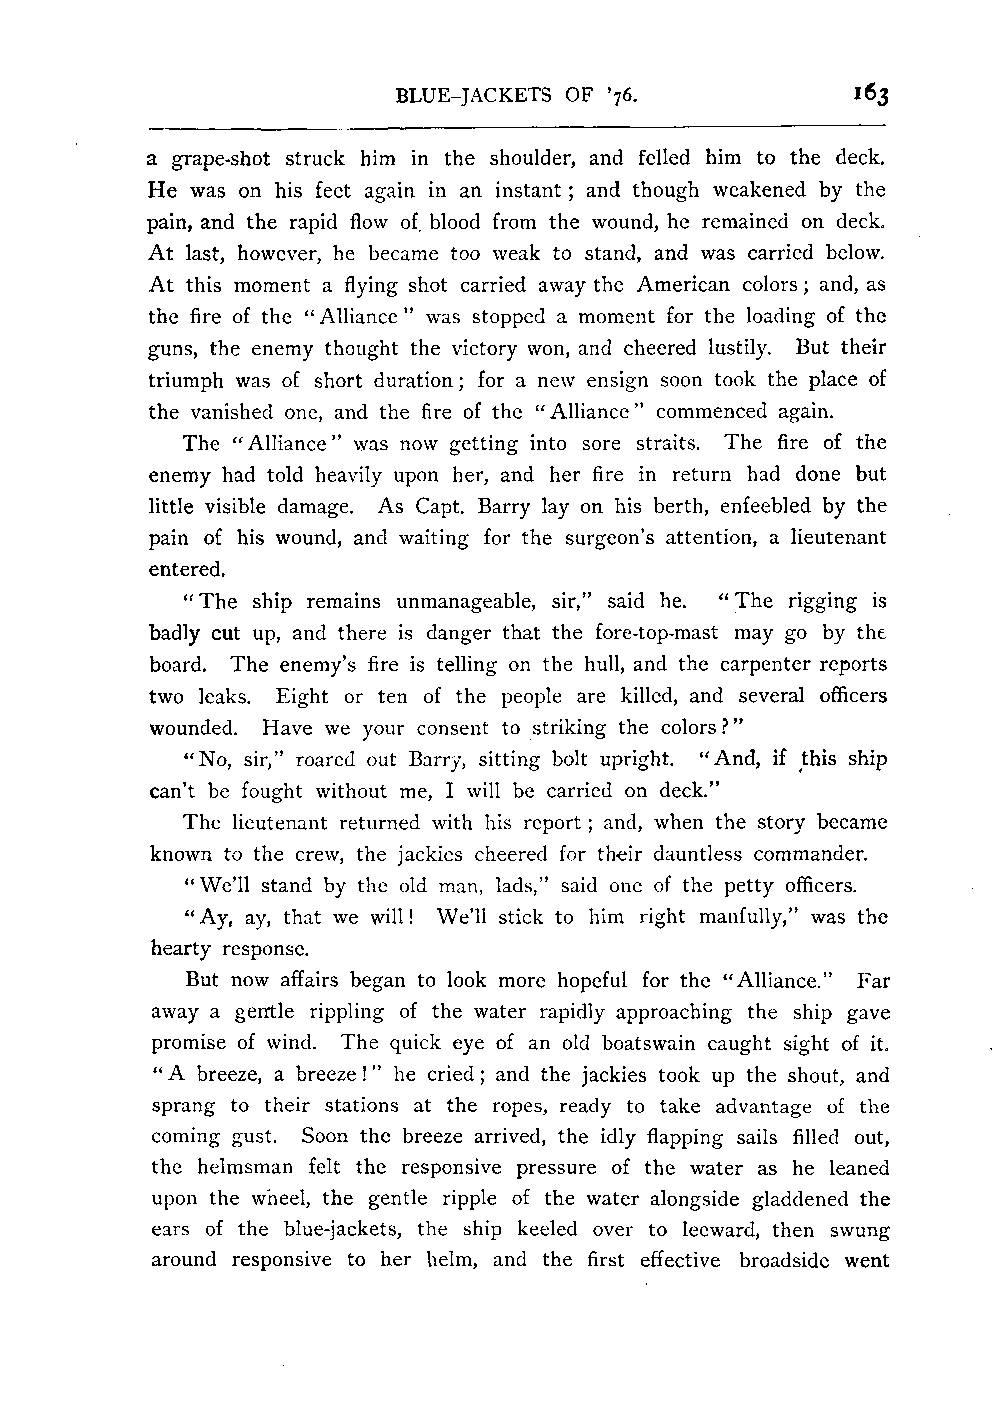 BLUE-JACKETS OF '76. 163
a grape-shot struck him in the shoulder, and felled him to the deck.
He was on his feet again in an instant; and though weakened by the
pain, and the rapid flow of blood from the wound, he remained on deck.
At last, however, he became too weak to stand, and was carried below.
At this moment a flying shot carried away the American colors; and, as
the fire of the "Alliance" was stopped a moment for the loading of the
guns, the enemy thought the victory won, and cheered lustily. But their
triumph was of short duration; for a new ensign soon took the place of
the vanished one, and the fire of the "Alliance" commenced again.
The "Alliance" was now getting into sore straits. The fire of the
enemy had told heavily upon her, and her fire in return had done but
little visible damage. As Capt. Barry lay on his berth, enfeebled by the
pain of his wound, and waiting for the surgeon's attention, a lieutenant
entered.
"The ship remains unmanageable, sir," said he. "The rigging is
badly cut up, and there is danger that the fore-top-mast may go by the
board. The enemy's fire is telling on the hull, and the carpenter reports
two leaks. Eight or ten of the people are killed, and several officers
wounded. Have we your consent to striking the colors?"
"No, sir," roared out Barry, sitting bolt upright. "And, if this ship
can't be fought without me, I will be carried on deck."
The lieutenant returned with his report; and, when the story became
known to the crew, the jackies cheered for their dauntless commander.
"We'll stand by the old man, lads," said one of the petty officers.
"Ay, ay, that we will! We'll stick to him right manfully," was the
hearty response.
But now affairs began to look more hopeful for the "Alliance." Far
away a gentle rippling of the water rapidly approaching the ship gave
promise of wind. The quick eye of an old boatswain caught sight of it.
"A breeze, a breeze!" he cried; and the jackies took up the shout, and
sprang to their stations at the ropes, ready to take advantage of the
coming gust. Soon the breeze arrived, the idly flapping sails filled out,
the helmsman felt the responsive pressure of the water as he leaned
upon the wheel, the gentle ripple of the water alongside gladdened the
ears of the blue-jackets, the ship keeled over to leeward, then swung
around responsive to her helm, and the first effective broadside went